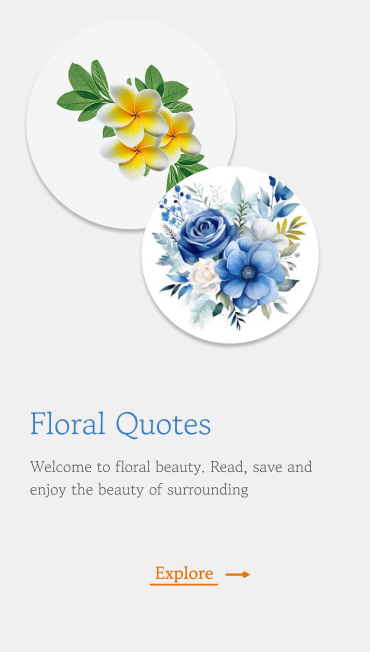 Floral Quotes
Welcome to floral beauty. Read, save and
enjoy the beauty of surrounding
Explore